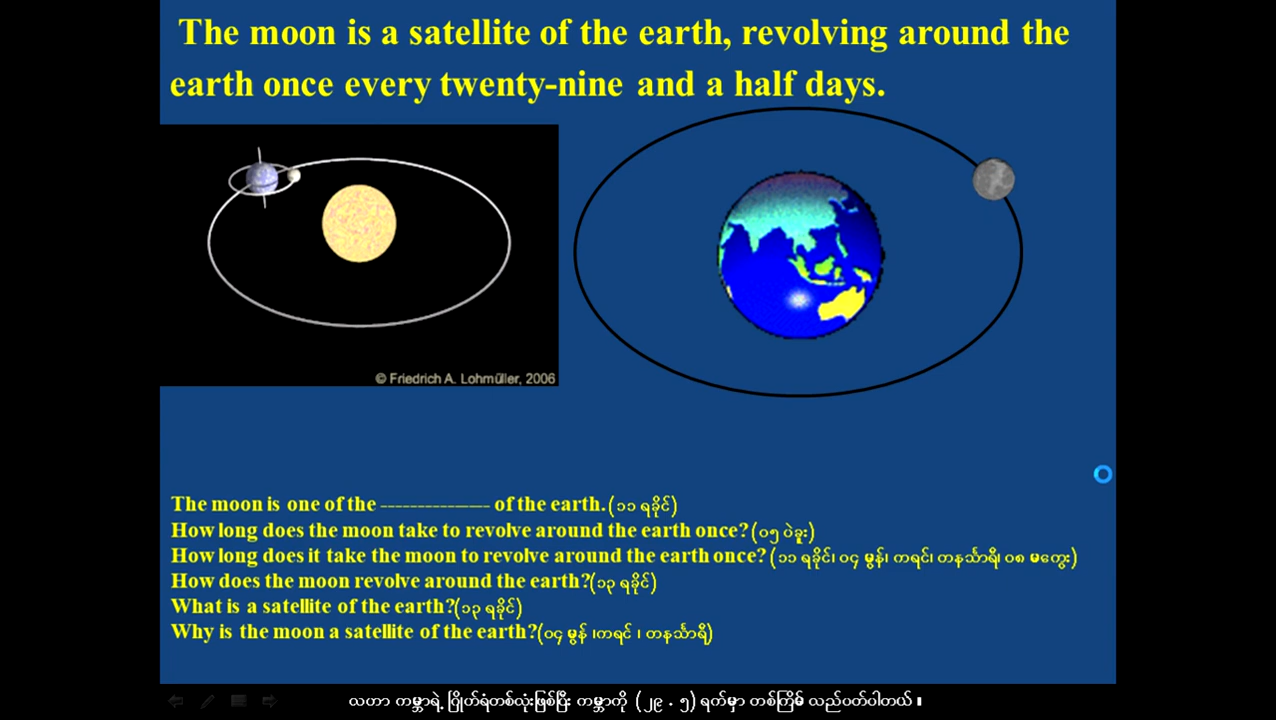 The moon is a satellite of the earth, revolving around the
earth once every twenty-nine and a half days.
© Friedrich A. Lohmüller, 2006
The moon is one of the ------------------ of the earth.(၁၁ ရခိုင်)
How long does the moon take to revolve around the earth once?(၀၅ ပဲခူး)
How long does it take the moon to revolve around the earth once? (၁၁ ရခိုင်၊ ၀၄ မွန်၊ ကရင်၊ တနင်္သာရီ၊ ၀၈ မကွေး)
How does the moon revolve around the earth?(၁၃ ရခိုင်)
What is a satellite of the earth?(၁၃ ရခိုင်)
Why is the moon a satellite of the earth?(၀၄ မွန် ၊ကရင် ၊ တနင်္သာရီ)
လဟာ ကမ္ဘာရဲ့ ဂြိုဟ်ရံတစ်လုံးဖြစ်ပြီး ကမ္ဘာကို (၂၉ . ၅) ရက်မှာ တစ်ကြိမ် လည်ပတ်ပါတယ် ။